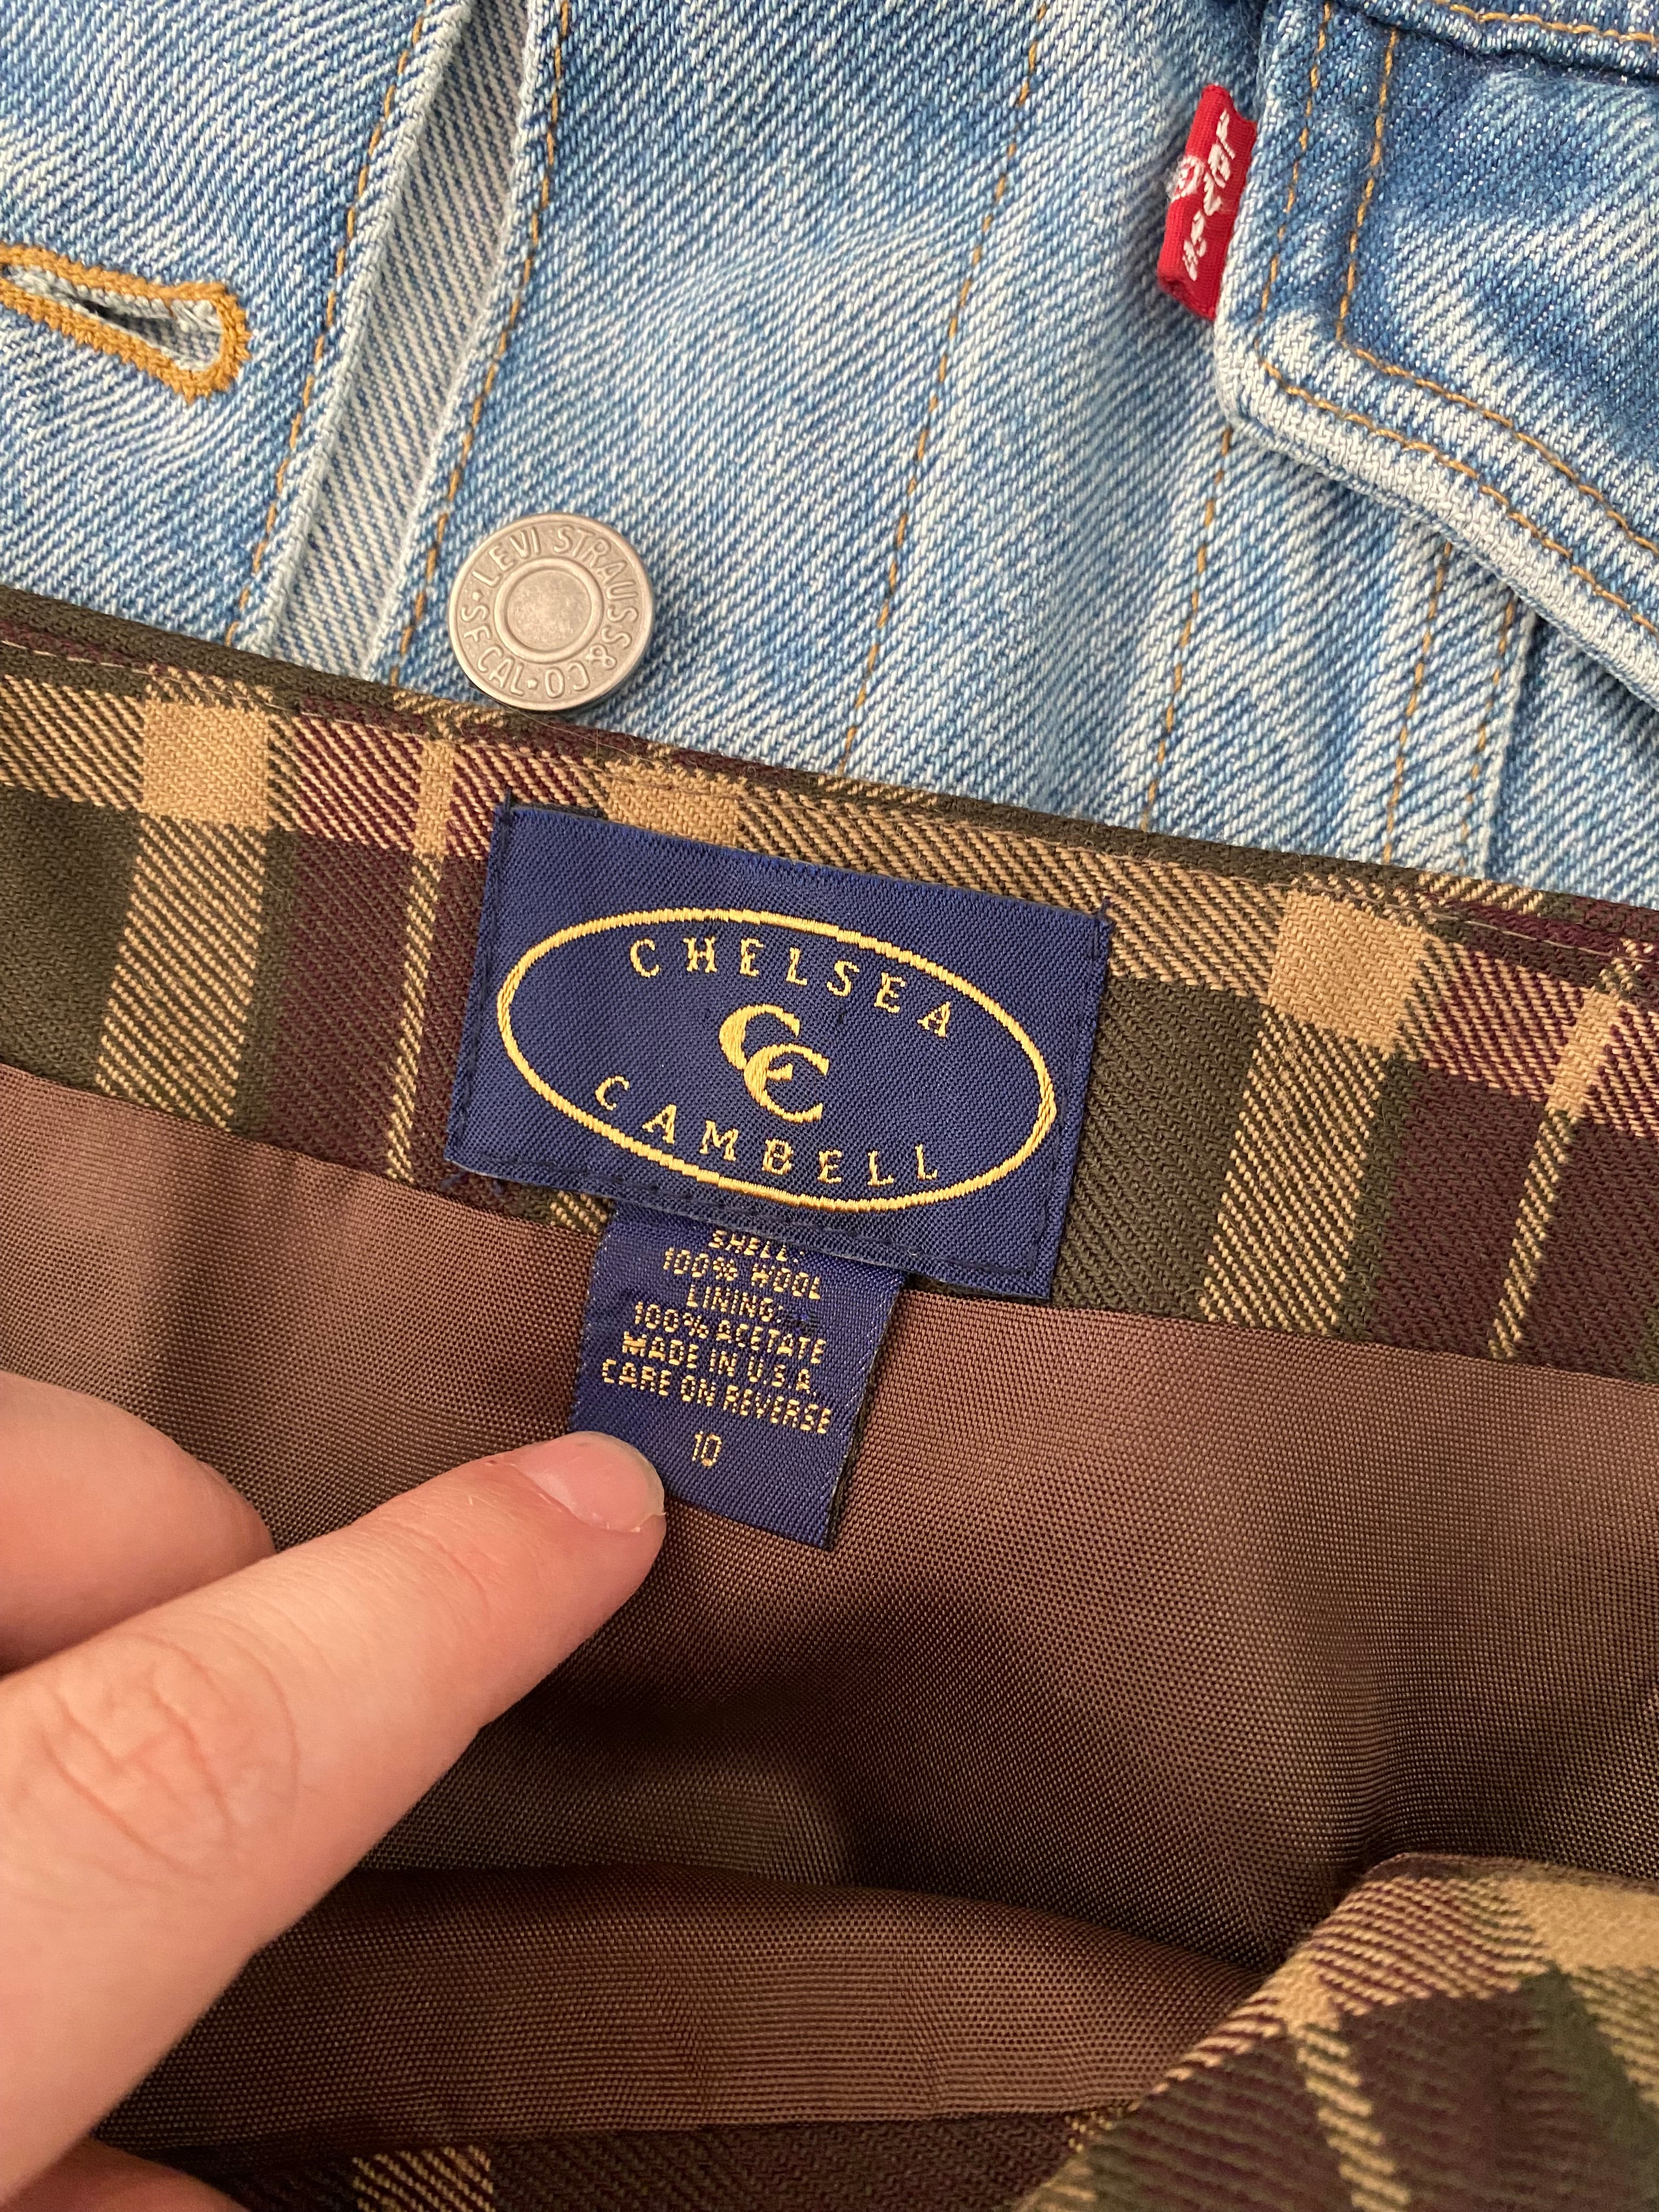 Levi's
LEVI STRAUSS & CO
S.F. CAL.
CHELSEA
CC
CAMBELL
SHELL:
100% WOOL
LINING:
100% ACETATE
MADE IN U.S.A.
CARE ON REVERSE
10